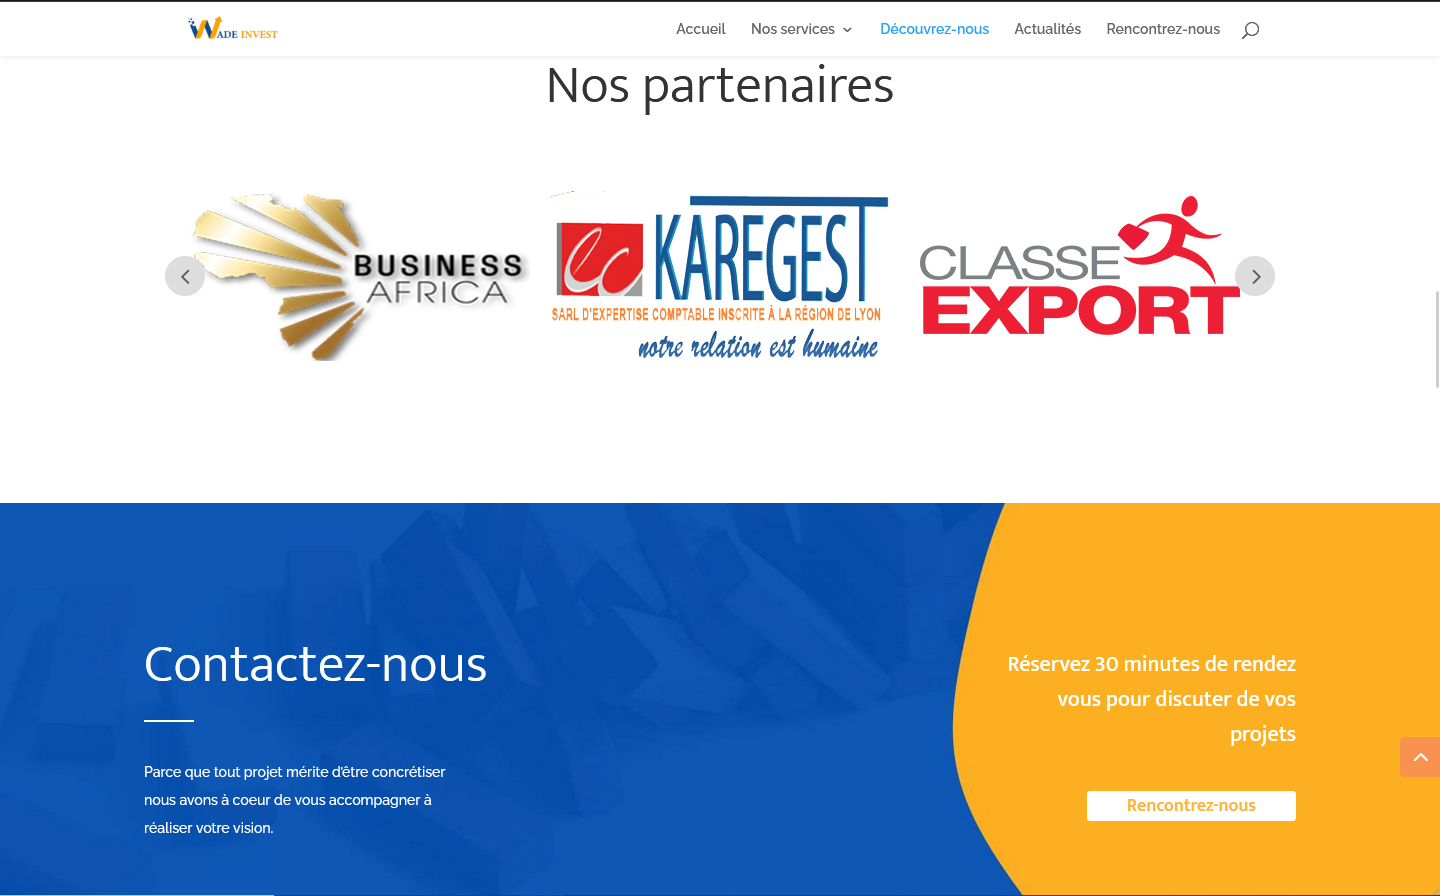 WADE INVEST
Accueil
Nos services
Découvrez-nous
Actualités
Rencontrez-nous
Nos partenaires
BUSINESS
AFRICA
ec
KAREGEST
SARL D'EXPERTISE COMPTABLE INSCRITE À LA RÉGION DE LYON
notre relation est humaine
CLASSE
EXPORT
Contactez-nous
Parce que tout projet mérite d'être concrétiser
nous avons à coeur de vous accompagner à
réaliser votre vision.
Réservez 30 minutes de rendez
vous pour discuter de vos
projets
Rencontrez-nous